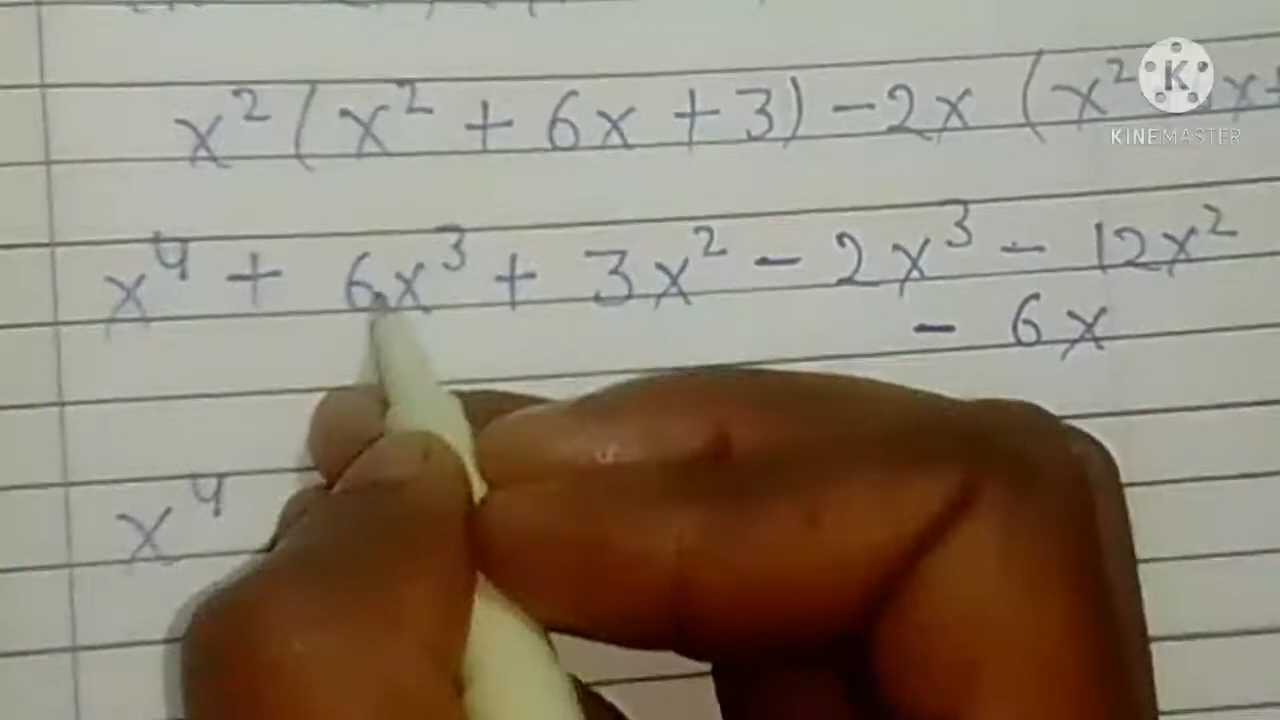 x² ( x² + 6x + 3) - 2x ( x²
K
KINEMASTER
x⁴ + 6x³ + 3x² - 2x³ - 12x²
- 6x
x⁴